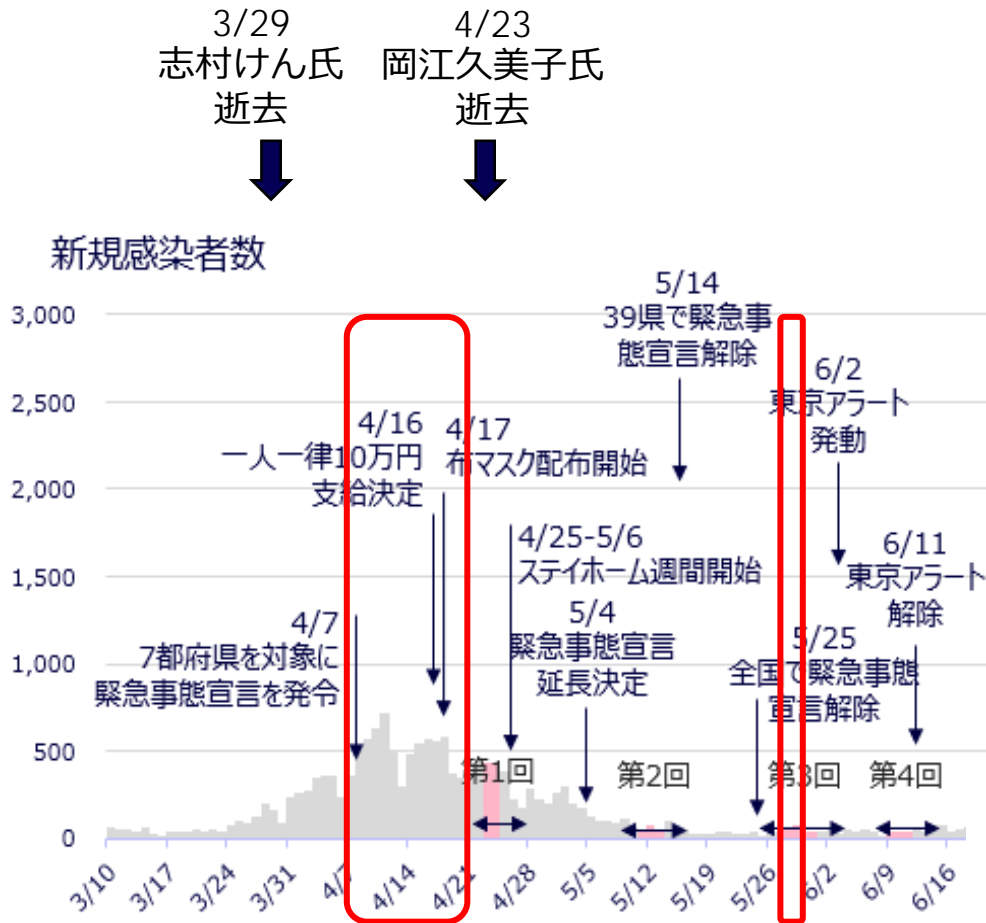 3/29
志村けん氏
逝去
4/23
岡江久美子氏
逝去
新規感染者数
3,000
2,500
2,000
1,500
1,000
500
0
4/7
7都府県を対象に
緊急事態宣言を発令
4/16
一人一律10万円
支給決定
4/17
布マスク配布開始
4/25-5/6
ステイホーム週間開始
5/4
緊急事態宣言
延長決定
5/14
39県で緊急事
態宣言解除
5/25
全国で緊急事態
宣言解除
6/2
東京アラート
発動
6/11
東京アラート
解除
第1回
第2回
第3回
第4回
3/10
3/17
3/24
3/31
4/7
4/14
4/21
4/28
5/5
5/12
5/19
5/26
6/2
6/9
6/16